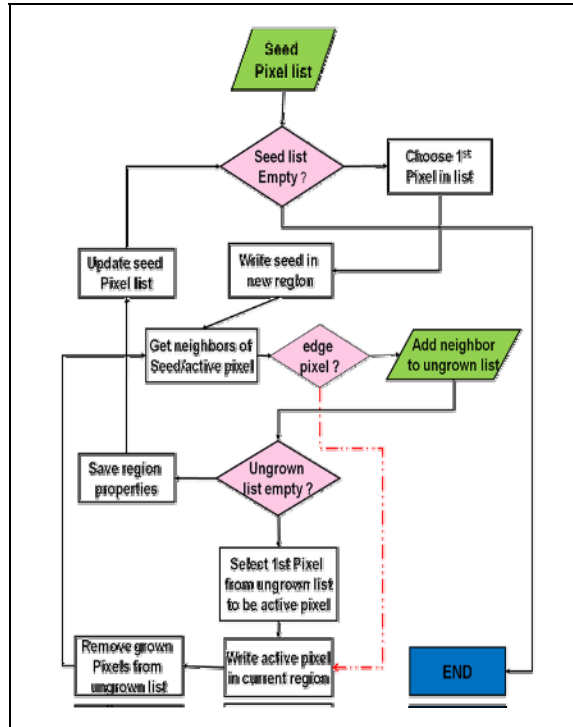 Seed
Pixel list
Seed list
Empty ?
Choose 1st
Pixel in list
Update seed
Pixel list
Write seed in
new region
Get neighbors of
Seed/active pixel
edge
pixel ?
Add neighbor
to ungrown list
Save region
properties
Ungrown
list empty ?
Select 1st Pixel
from ungrown list
to be active pixel
Remove grown
Pixels from
ungrown list
Write active pixel
in current region
END